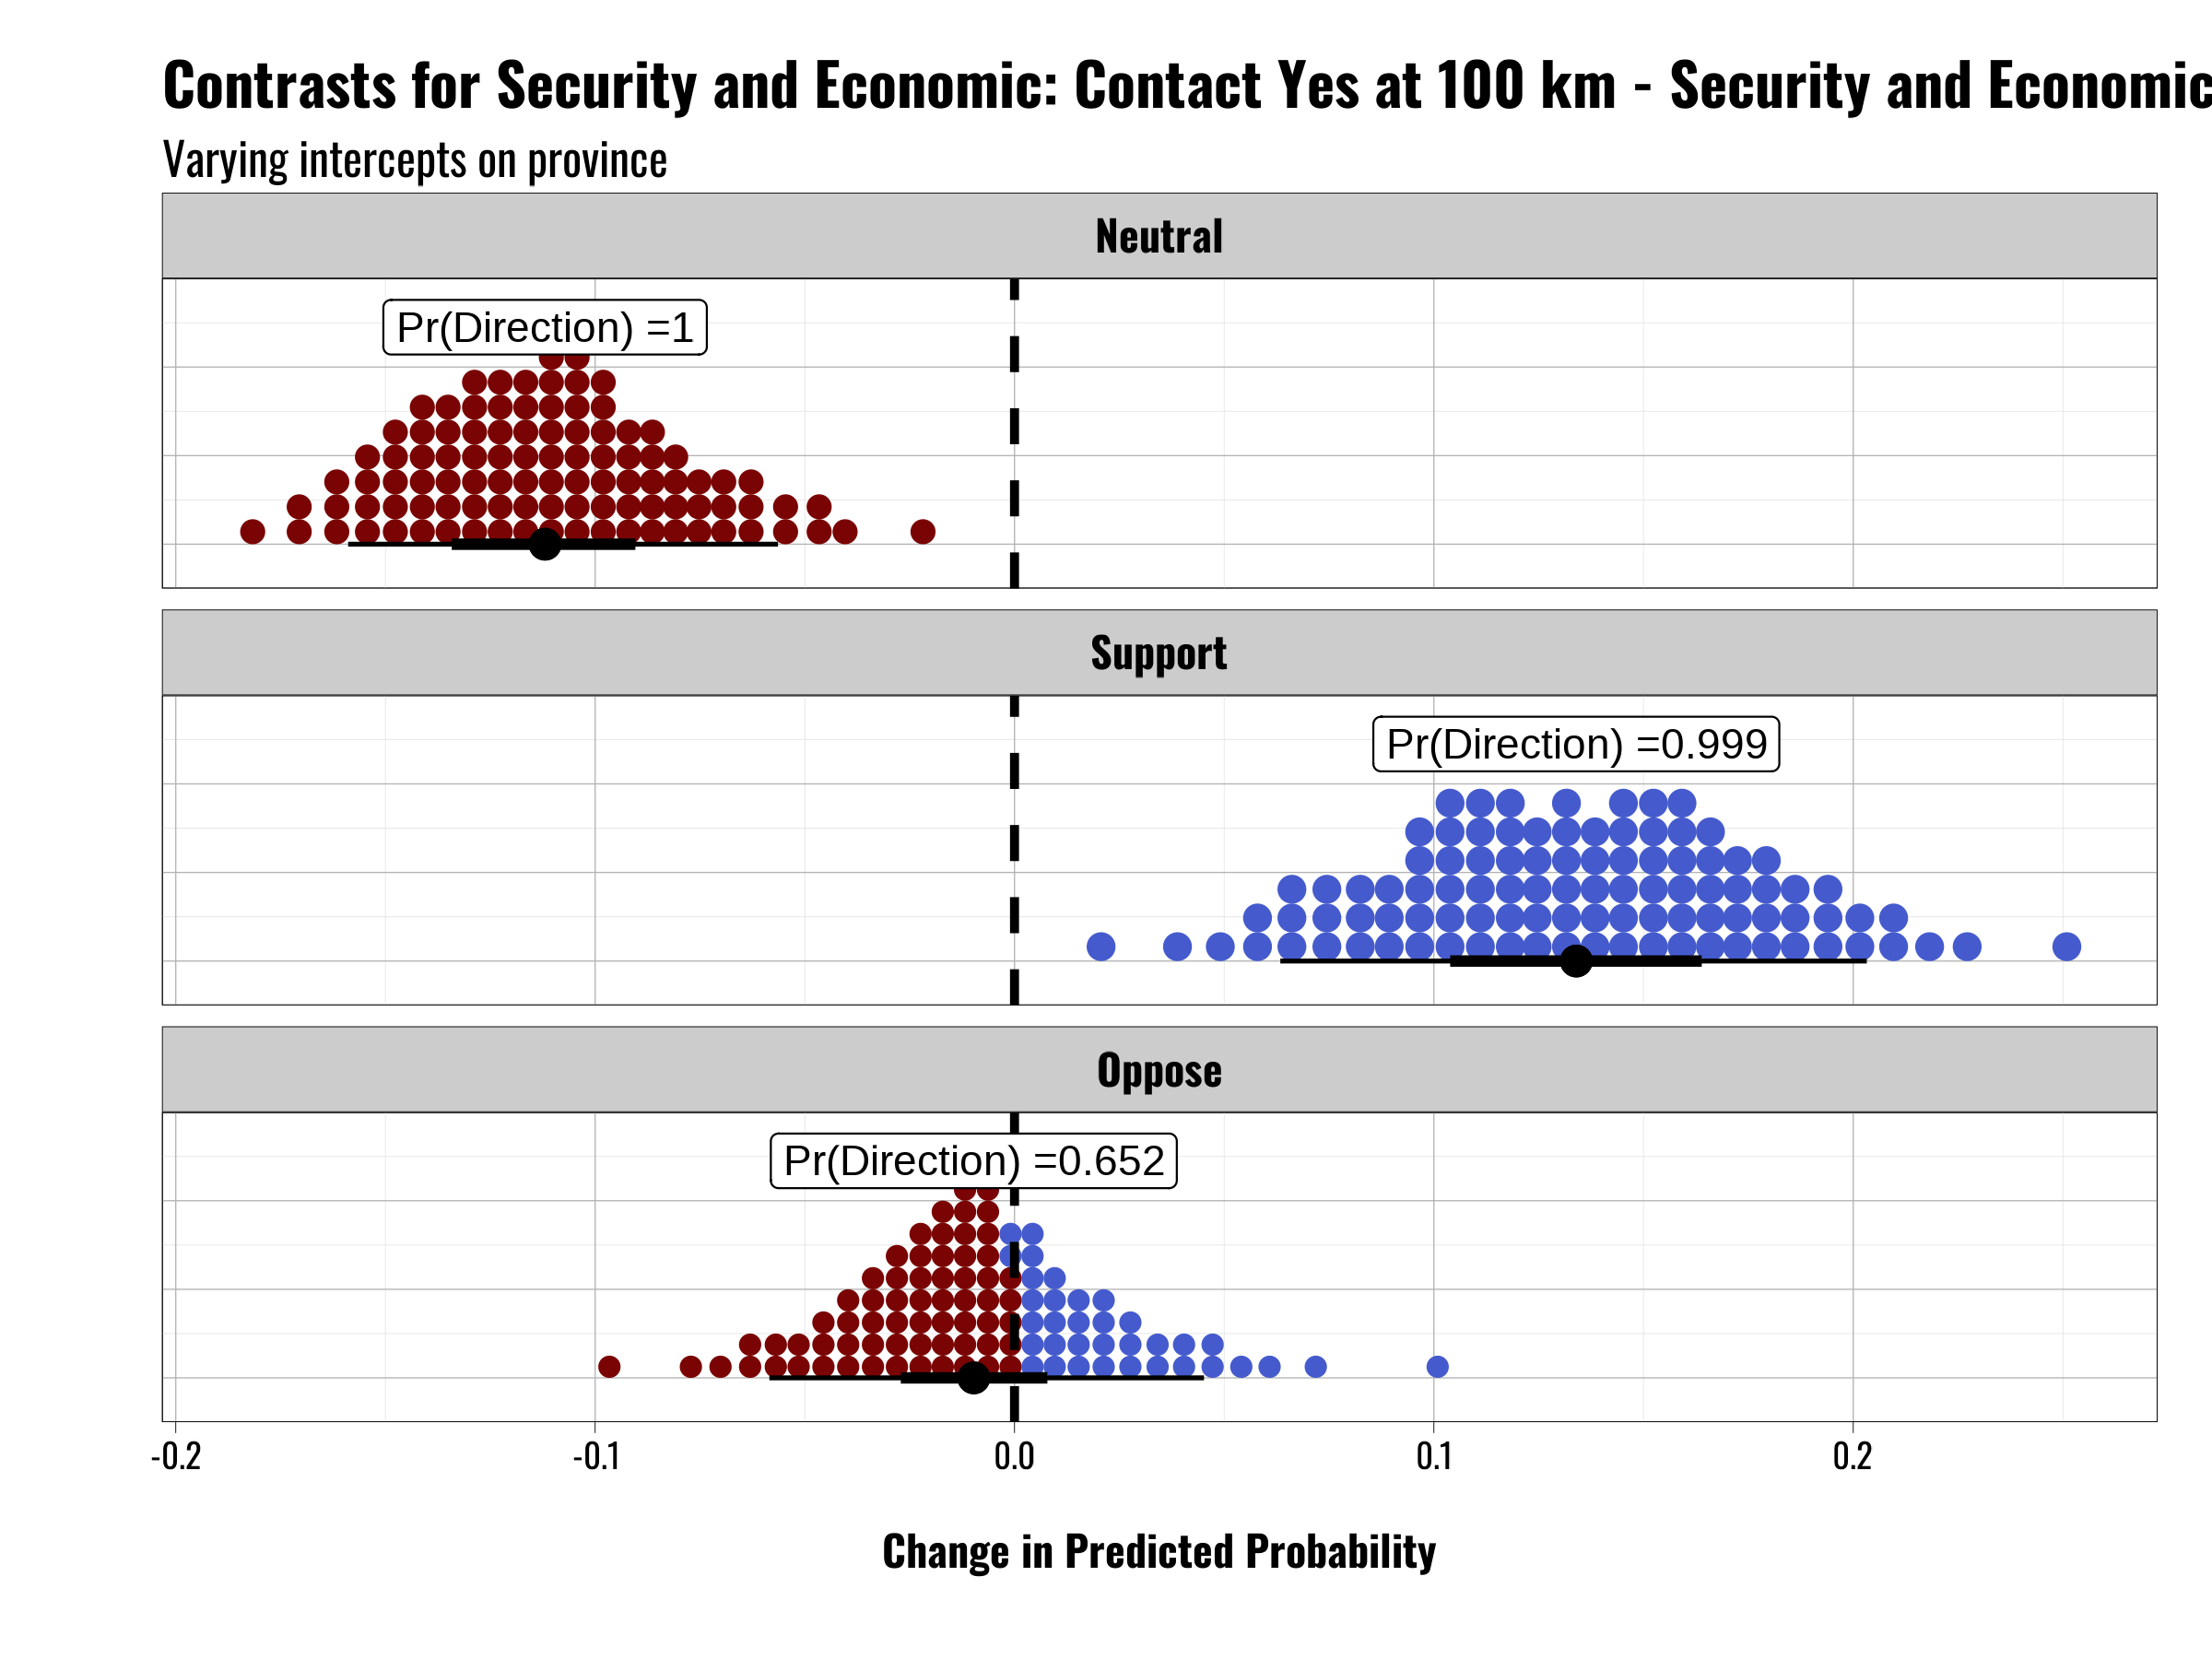 Contrasts for Security and Economic: Contact Yes at 100 km - Security and Economic
Varying intercepts on province
Neutral
Pr(Direction) =1
Support
Pr(Direction) =0.999
Oppose
Pr(Direction) =0.652
-0.2 -0.1 0.0 0.1 0.2
Change in Predicted Probability